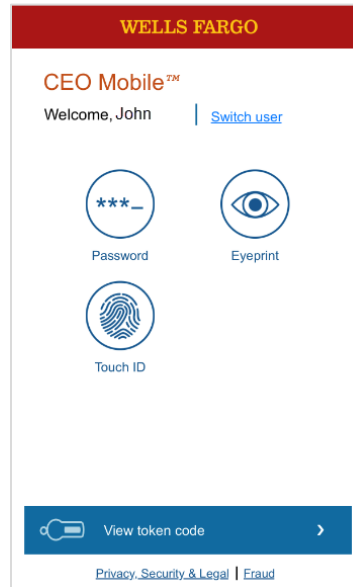 WELLS FARGO
CEO Mobile™
Welcome, John | Switch user
***_
Password Eyeprint
Touch ID
View token code ›
Privacy, Security & Legal | Fraud